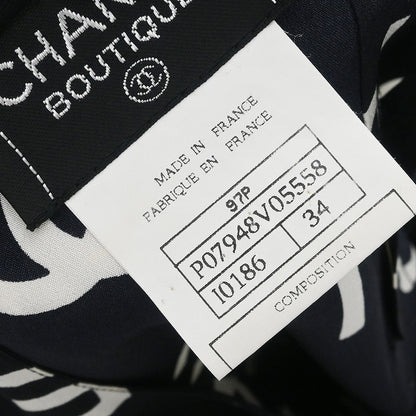 CHAN
BOUTIQUE
MADE IN FRANCE
FABRIQUE EN FRANCE
97P
P07948V05558
I0186 34
COMPOSITION